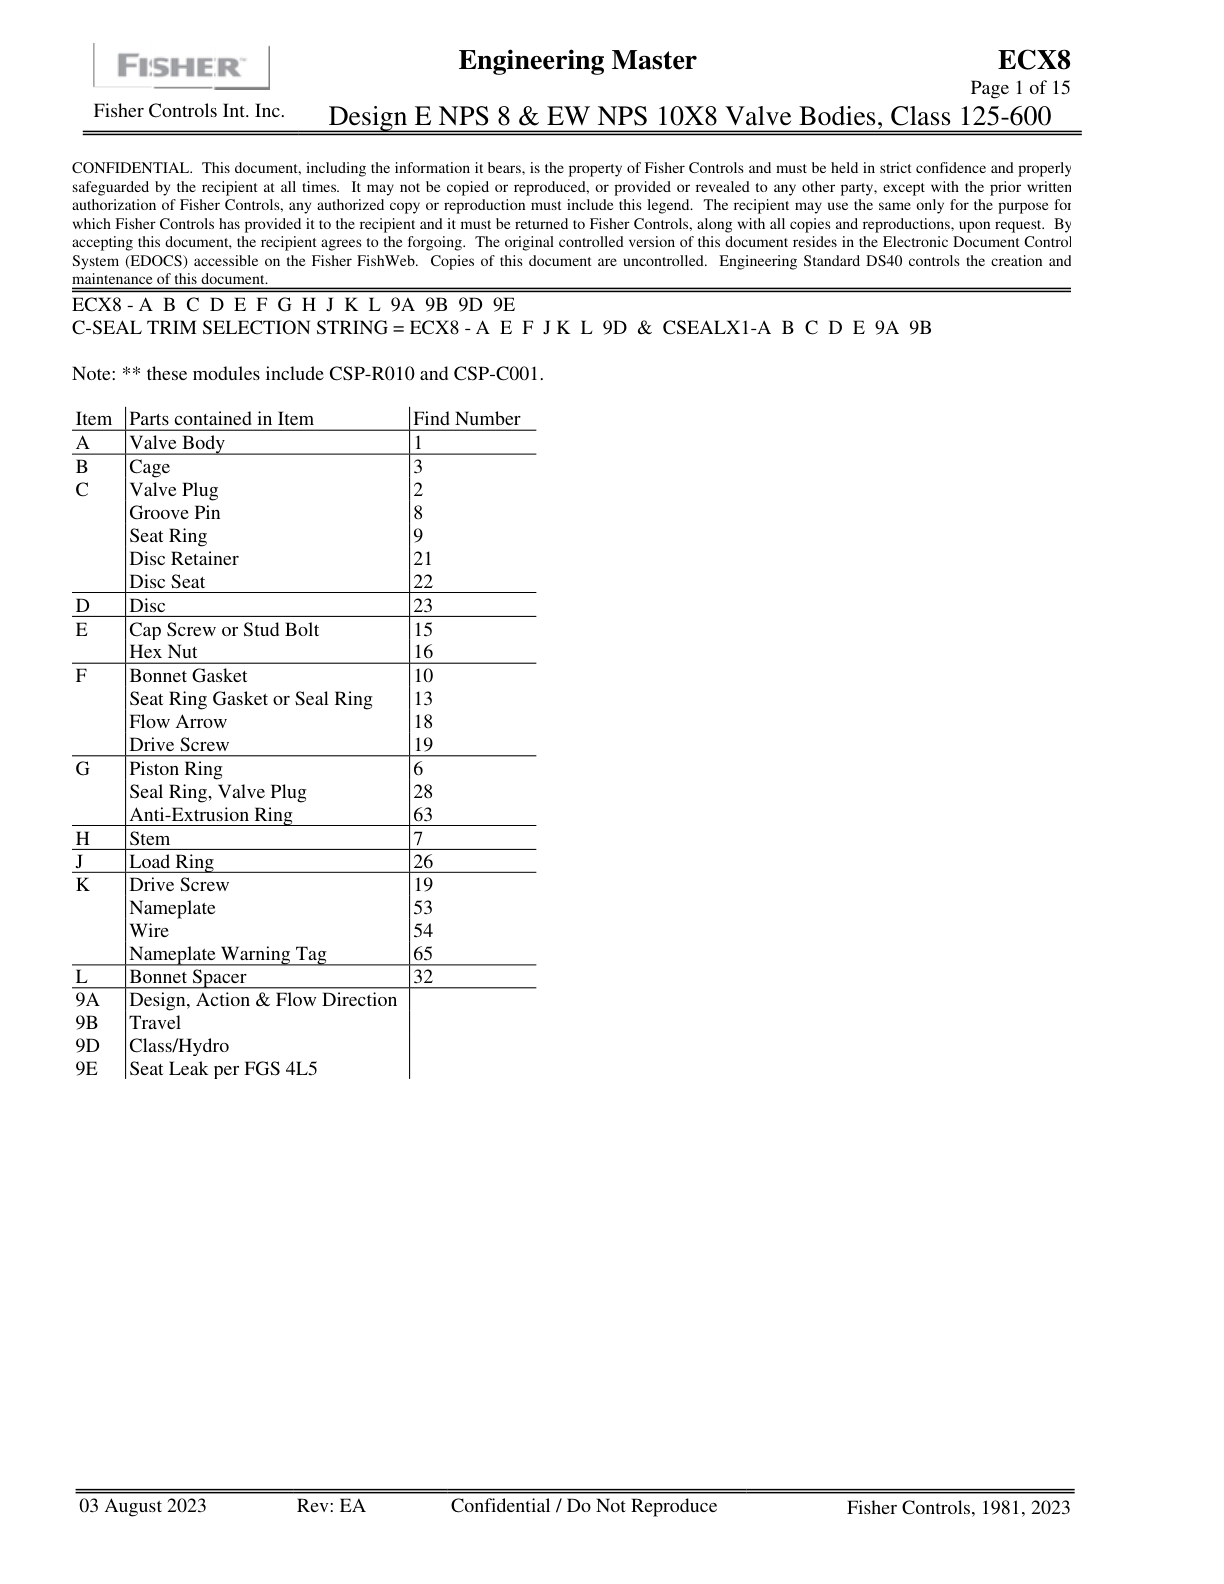 FISHER™
Engineering Master
ECX8
Page 1 of 15
Fisher Controls Int. Inc.
Design E NPS 8 & EW NPS 10X8 Valve Bodies, Class 125-600
CONFIDENTIAL. This document, including the information it bears, is the property of Fisher Controls and must be held in strict confidence and properly
safeguarded by the recipient at all times. It may not be copied or reproduced, or provided or revealed to any other party, except with the prior written
authorization of Fisher Controls, any authorized copy or reproduction must include this legend. The recipient may use the same only for the purpose for
which Fisher Controls has provided it to the recipient and it must be returned to Fisher Controls, along with all copies and reproductions, upon request. By
accepting this document, the recipient agrees to the forgoing. The original controlled version of this document resides in the Electronic Document Control
System (EDOCS) accessible on the Fisher FishWeb. Copies of this document are uncontrolled. Engineering Standard DS40 controls the creation and
maintenance of this document.
ECX8 - A B C D E F G H J K L 9A 9B 9D 9E
C-SEAL TRIM SELECTION STRING = ECX8 - A E F J K L 9D & CSEALX1-A B C D E 9A 9B
Note: ** these modules include CSP-R010 and CSP-C001.
Item Parts contained in Item Find Number
A Valve Body 1
B Cage 3
C Valve Plug 2
Groove Pin 8
Seat Ring 9
Disc Retainer 21
Disc Seat 22
D Disc 23
E Cap Screw or Stud Bolt 15
Hex Nut 16
F Bonnet Gasket 10
Seat Ring Gasket or Seal Ring 13
Flow Arrow 18
Drive Screw 19
G Piston Ring 6
Seal Ring, Valve Plug 28
Anti-Extrusion Ring 63
H Stem 7
J Load Ring 26
K Drive Screw 19
Nameplate 53
Wire 54
Nameplate Warning Tag 65
L Bonnet Spacer 32
9A Design, Action & Flow Direction
9B Travel
9D Class/Hydro
9E Seat Leak per FGS 4L5
03 August 2023 Rev: EA Confidential / Do Not Reproduce Fisher Controls, 1981, 2023